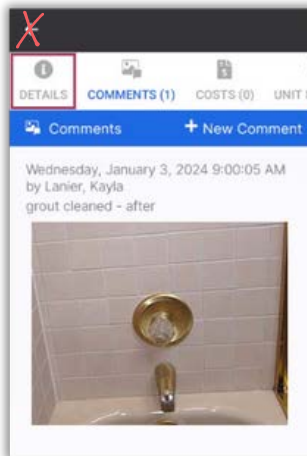 DETAILS COMMENTS (1) COSTS (0) UNIT
Comments + New Comment
Wednesday, January 3, 2024 9:00:05 AM
by Lanier, Kayla
grout cleaned - after